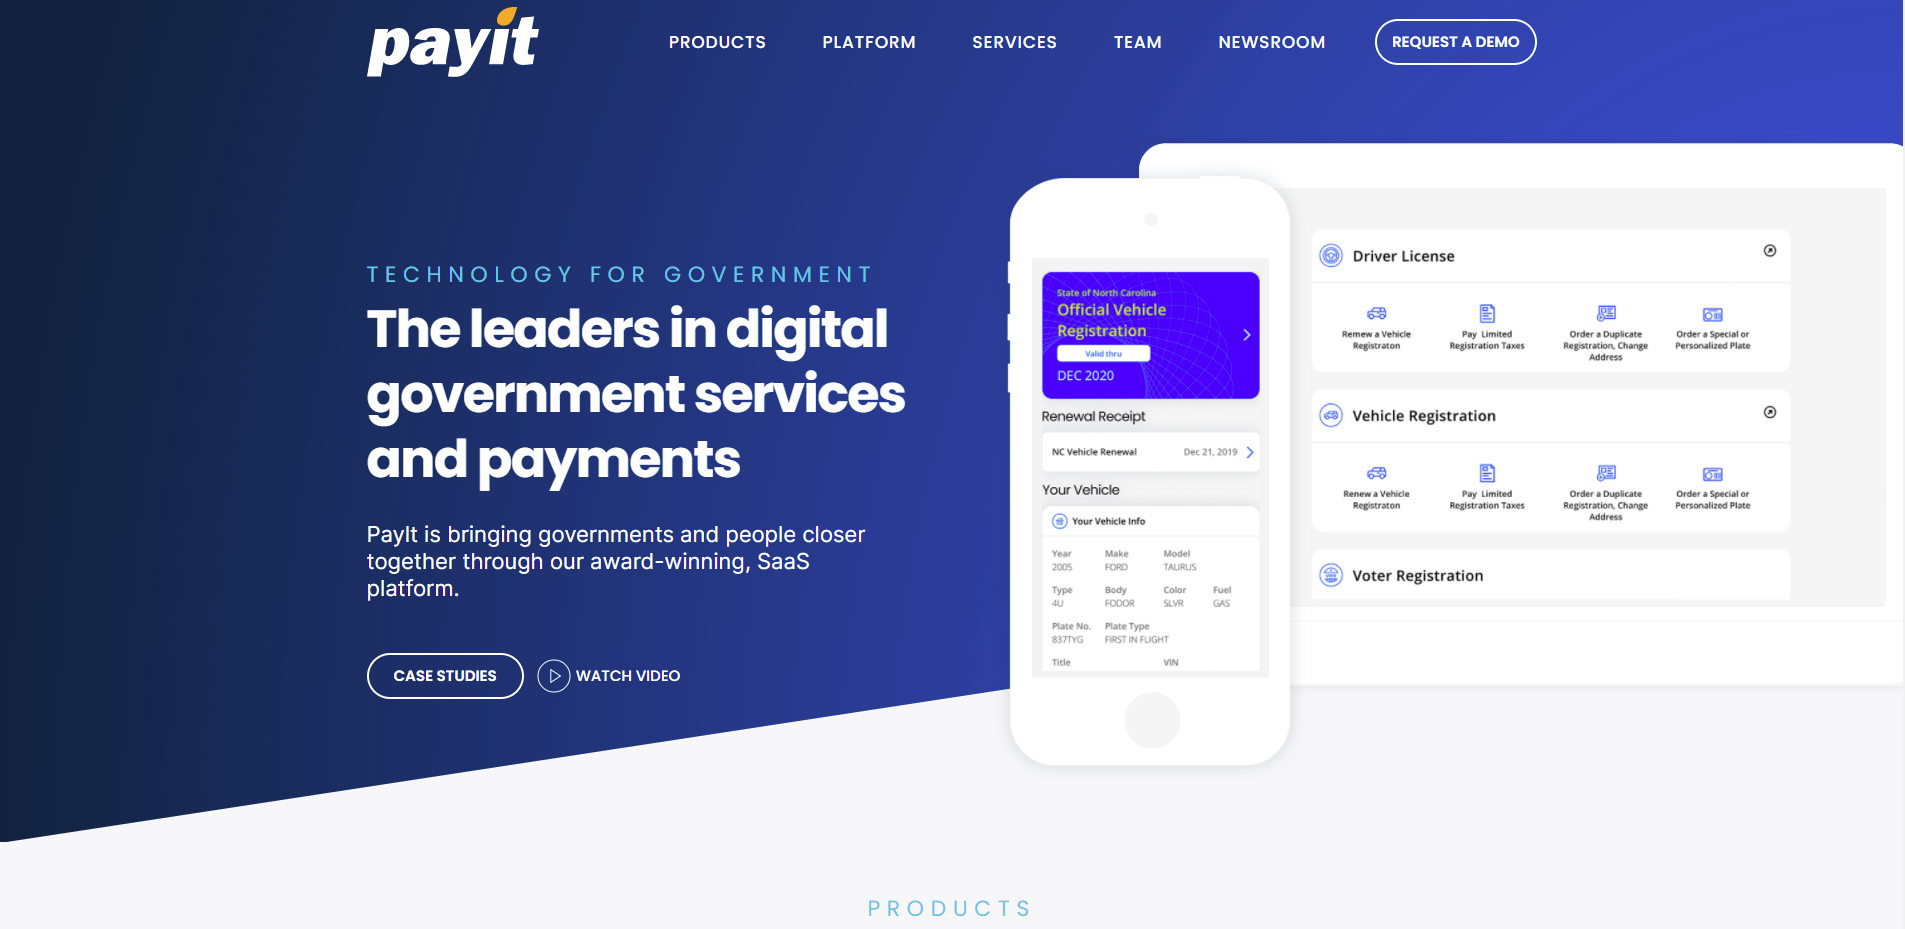 payit
PRODUCTS
PLATFORM
SERVICES
TEAM
NEWSROOM
REQUEST A DEMO
TECHNOLOGY FOR GOVERNMENT
The leaders in digital
government services
and payments
PayIt is bringing governments and people closer
together through our award-winning, SaaS
platform.
CASE STUDIES
WATCH VIDEO
State of North Carolina
Official Vehicle
Registration
Valid thru
DEC 2020
Renewal Receipt
NC Vehicle Renewal Dec 21, 2019
Your Vehicle
Your Vehicle Info
Year Make Model
2005 FORD TAURUS
Type Body Color Fuel
4U FODOR SLVR GAS
Plate No. Plate Type
837TYG FIRST IN FLIGHT
Title VIN
Driver License
Remew a Vehicle
Registraton
Pay Limited
Registration Taxes
Order a Duplicate
Registration, Change
Address
Order a Special or
Personalized Plate
Vehicle Registration
Renew a Vehicle
Registraton
Pay Limited
Registration Taxes
Order a Duplicate
Registration, Change
Address
Order a Special or
Personalized Plate
Voter Registration
PRODUCTS